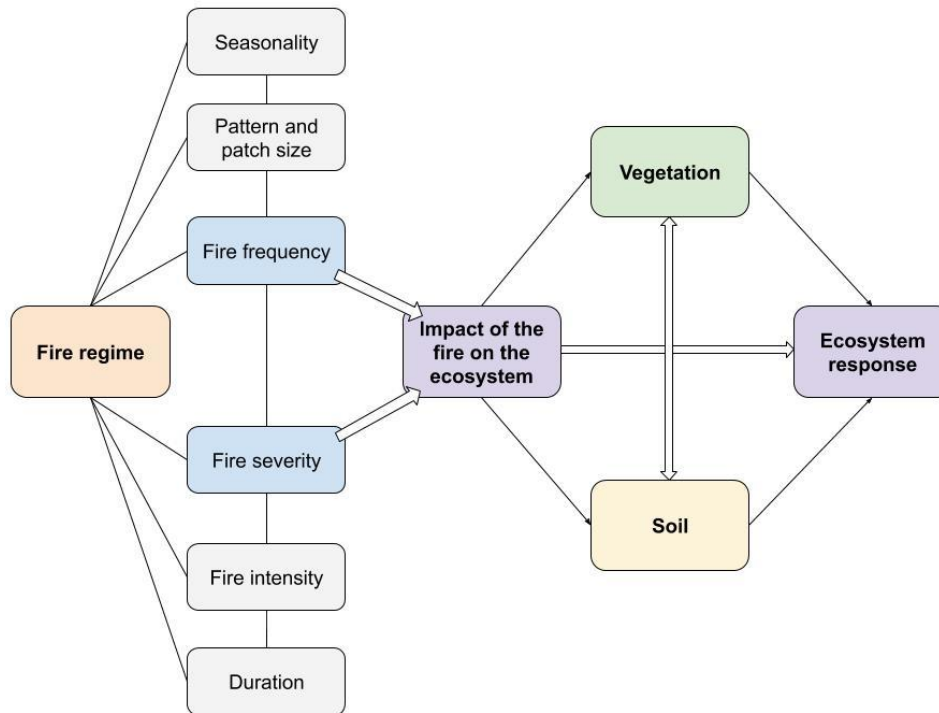 Seasonality
Pattern and
patch size
Fire frequency
Fire regime
Fire severity
Fire intensity
Duration
Impact of the
fire on the
ecosystem
Vegetation
Soil
Ecosystem
response